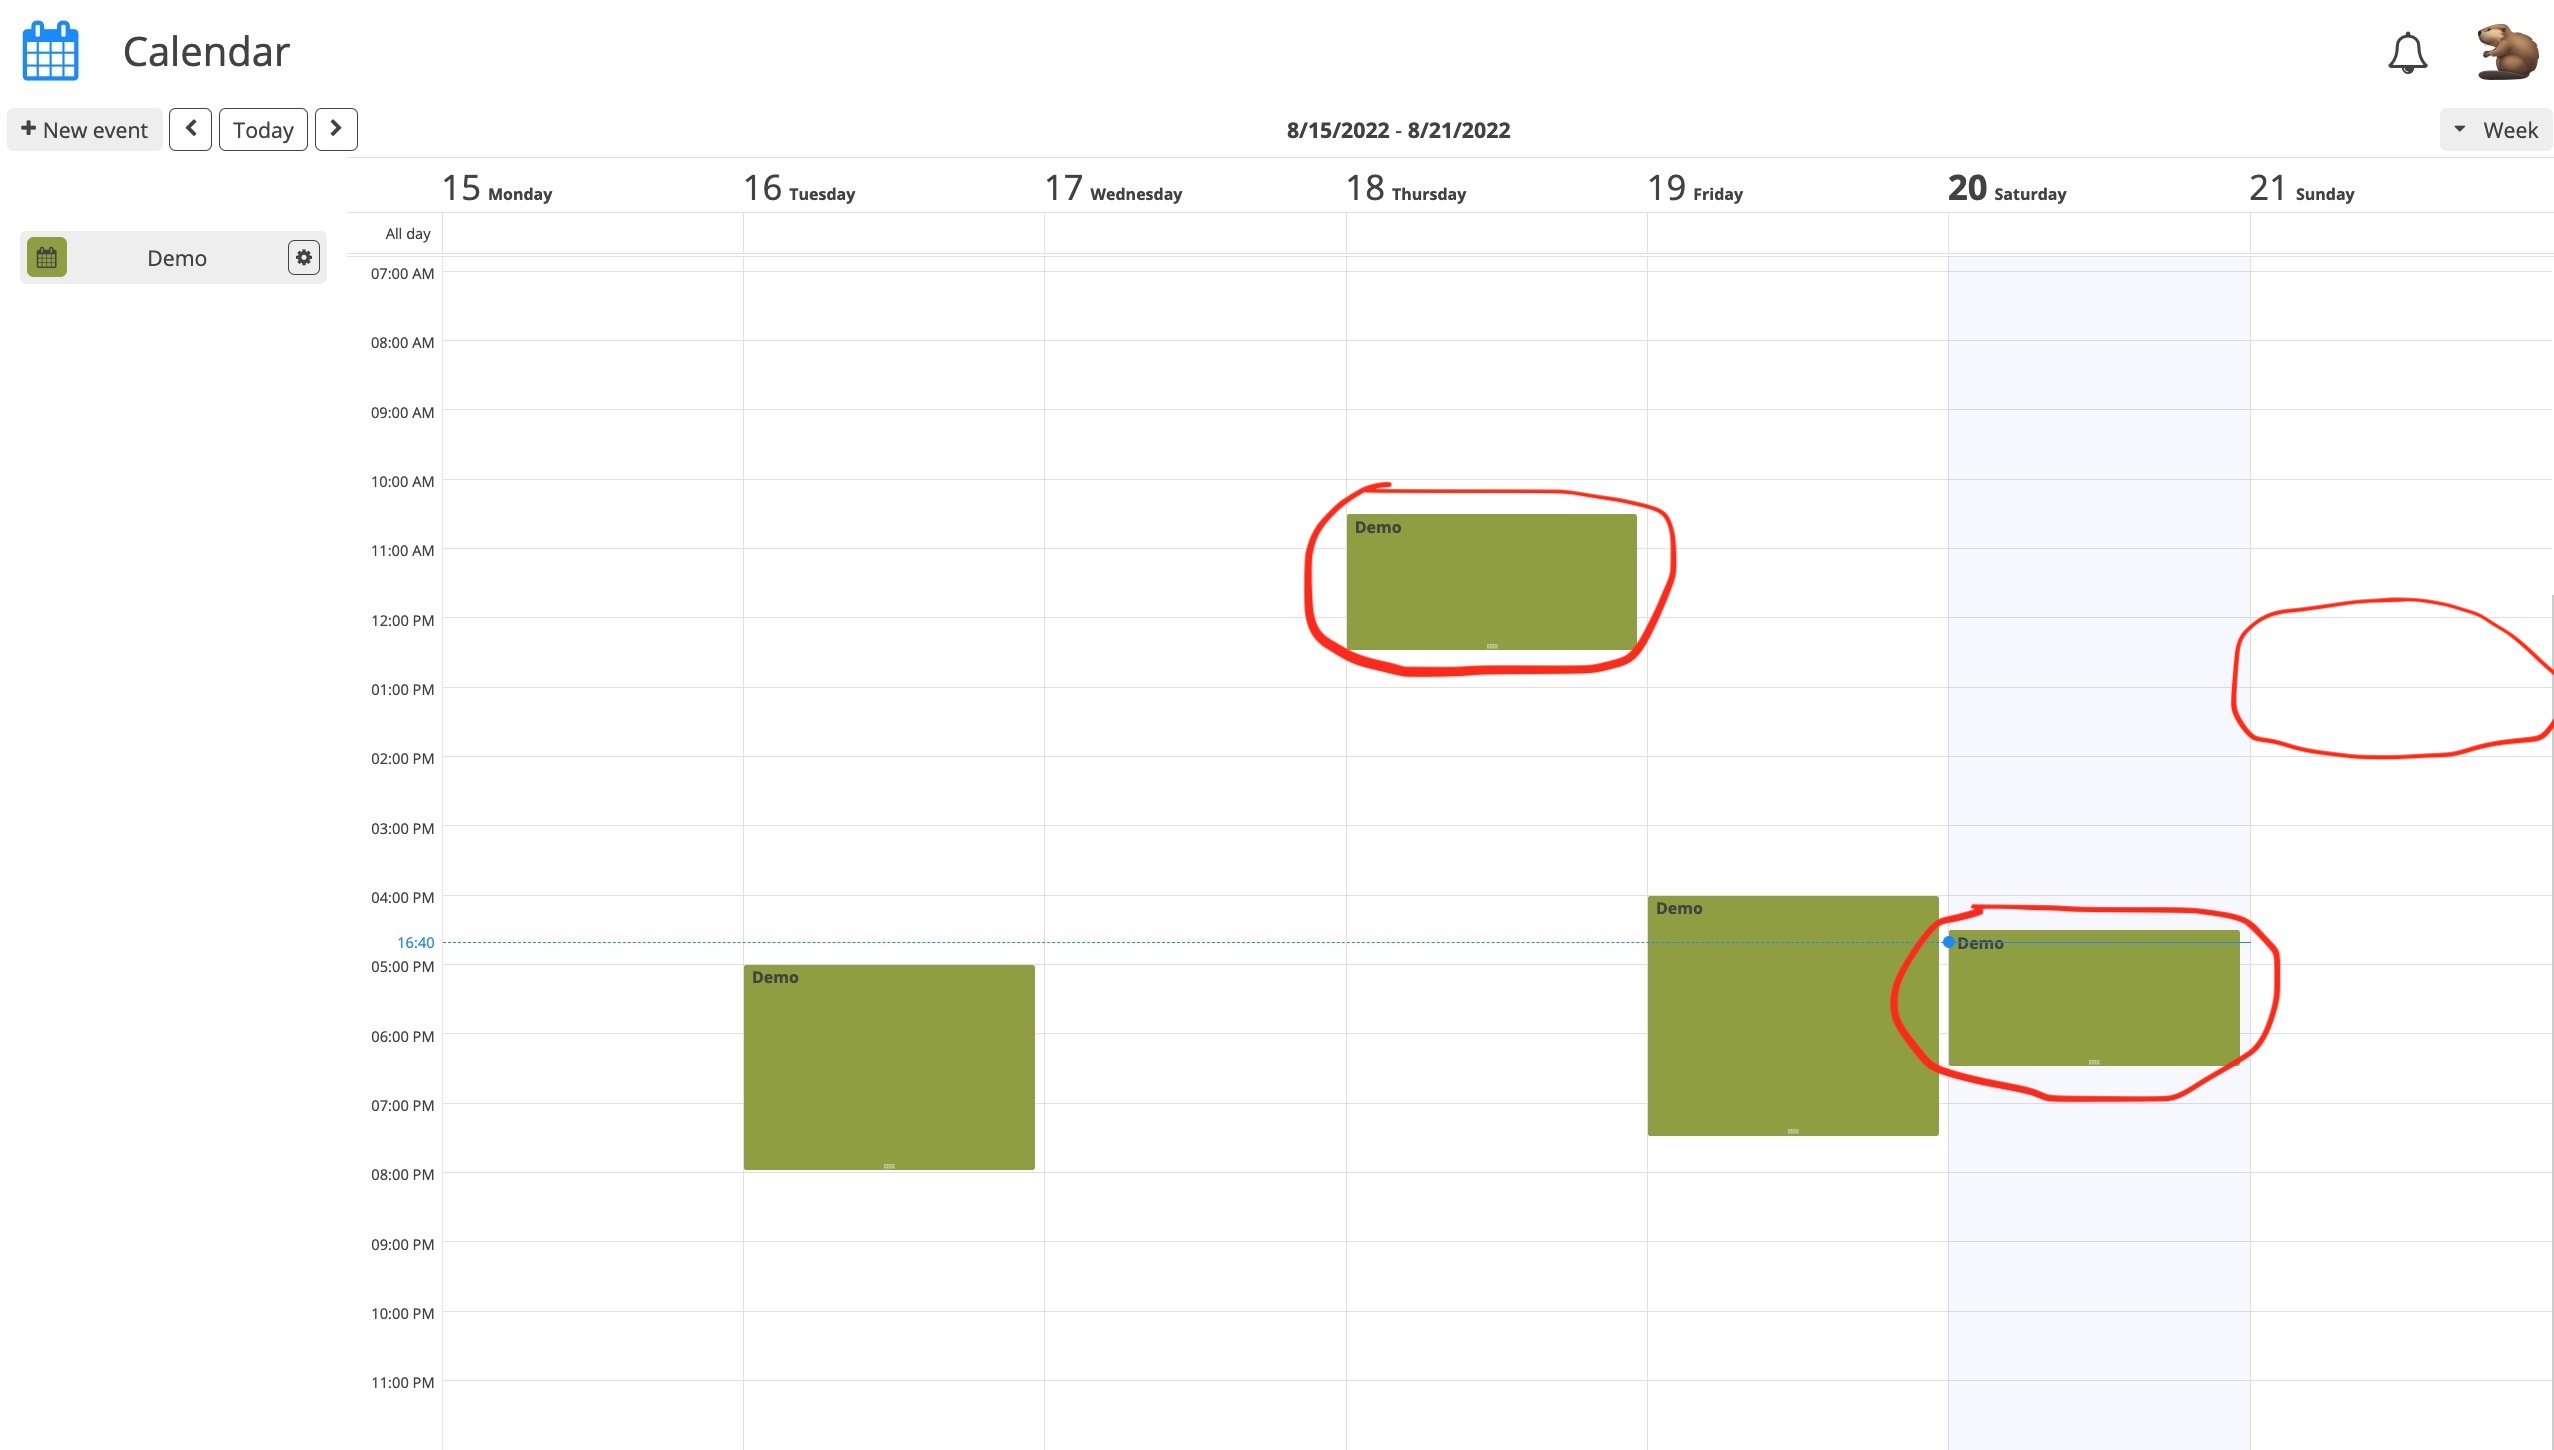 Calendar
+ New event
Today
8/15/2022 - 8/21/2022
Week
15 Monday
16 Tuesday
17 Wednesday
18 Thursday
19 Friday
20 Saturday
21 Sunday
All day
Demo
07:00 AM
08:00 AM
09:00 AM
10:00 AM
Demo
11:00 AM
12:00 PM
01:00 PM
02:00 PM
03:00 PM
04:00 PM
Demo
16:40
Demo
05:00 PM
Demo
06:00 PM
07:00 PM
08:00 PM
09:00 PM
10:00 PM
11:00 PM